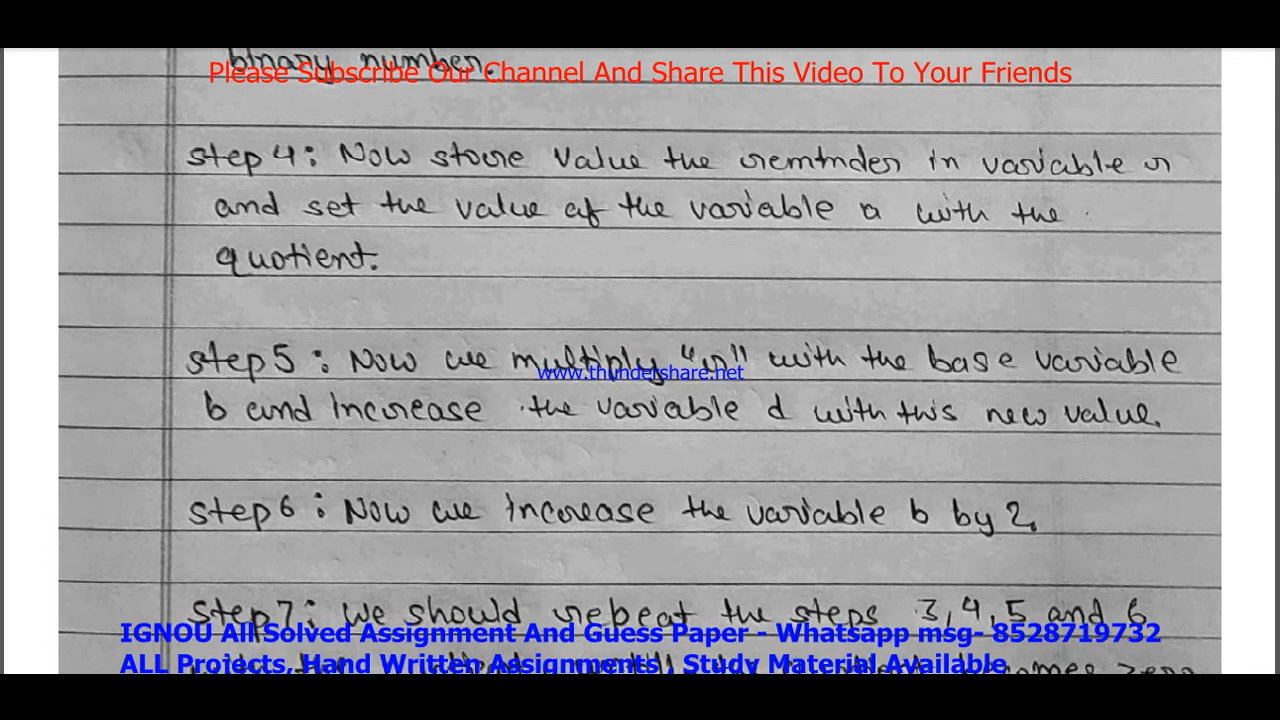 binary number.
Please Subscribe Our Channel And Share This Video To Your Friends
step 4: Now store value the remtnder in variable r
and set the value of the variable a with the
quotient.
step 5: Now we multiply "r" with the base variable
www.thundershare.net
b and Increase the variable d with this new value.
step 6: Now we Increase the variable b by 2.
step 7: we should repeat the steps 3, 4, 5 and 6
IGNOU All Solved Assignment And Guess Paper - Whatsapp msg- 8528719732
ALL Projects, Hand Written Assignments, Study Material Available
zero